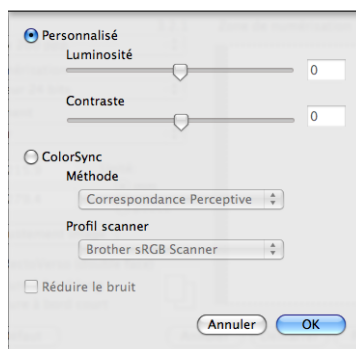 Personnalisé
Luminosité
0
Contraste
0
ColorSync
Méthode
Correspondance Perceptive
Profil scanner
Brother sRGB Scanner
Réduire le bruit
Annuler OK